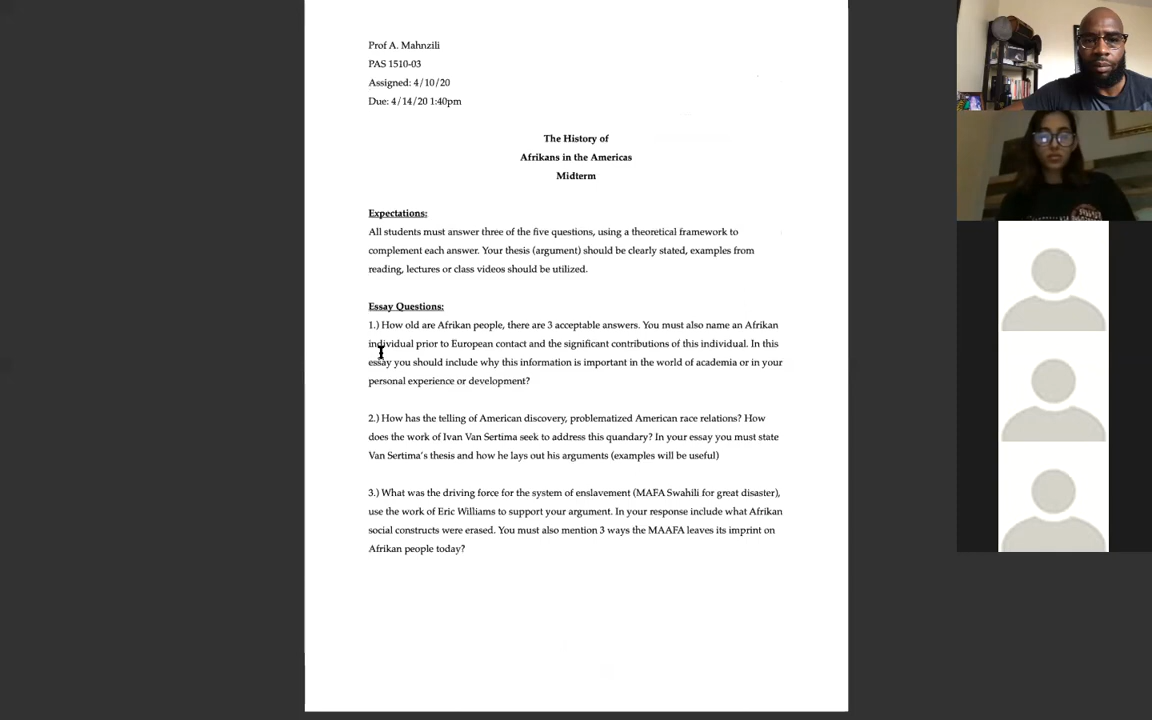 Prof A. Mahnzili
PAS 1510-03
Assigned: 4/10/20
Due: 4/14/20 1:40pm
The History of
Afrikans in the Americas
Midterm
Expectations:
All students must answer three of the five questions, using a theoretical framework to
complement each answer. Your thesis (argument) should be clearly stated, examples from
reading, lectures or class videos should be utilized.
Essay Questions:
1.) How old are Afrikan people, there are 3 acceptable answers. You must also name an Afrikan
individual prior to European contact and the significant contributions of this individual. In this
essay you should include why this information is important in the world of academia or in your
personal experience or development?
2.) How has the telling of American discovery, problematized American race relations? How
does the work of Ivan Van Sertima seek to address this quandary? In your essay you must state
Van Sertima's thesis and how he lays out his arguments (examples will be useful)
3.) What was the driving force for the system of enslavement (MAFA Swahili for great disaster),
use the work of Eric Williams to support your argument. In your response include what Afrikan
social constructs were erased. You must also mention 3 ways the MAAFA leaves its imprint on
Afrikan people today?